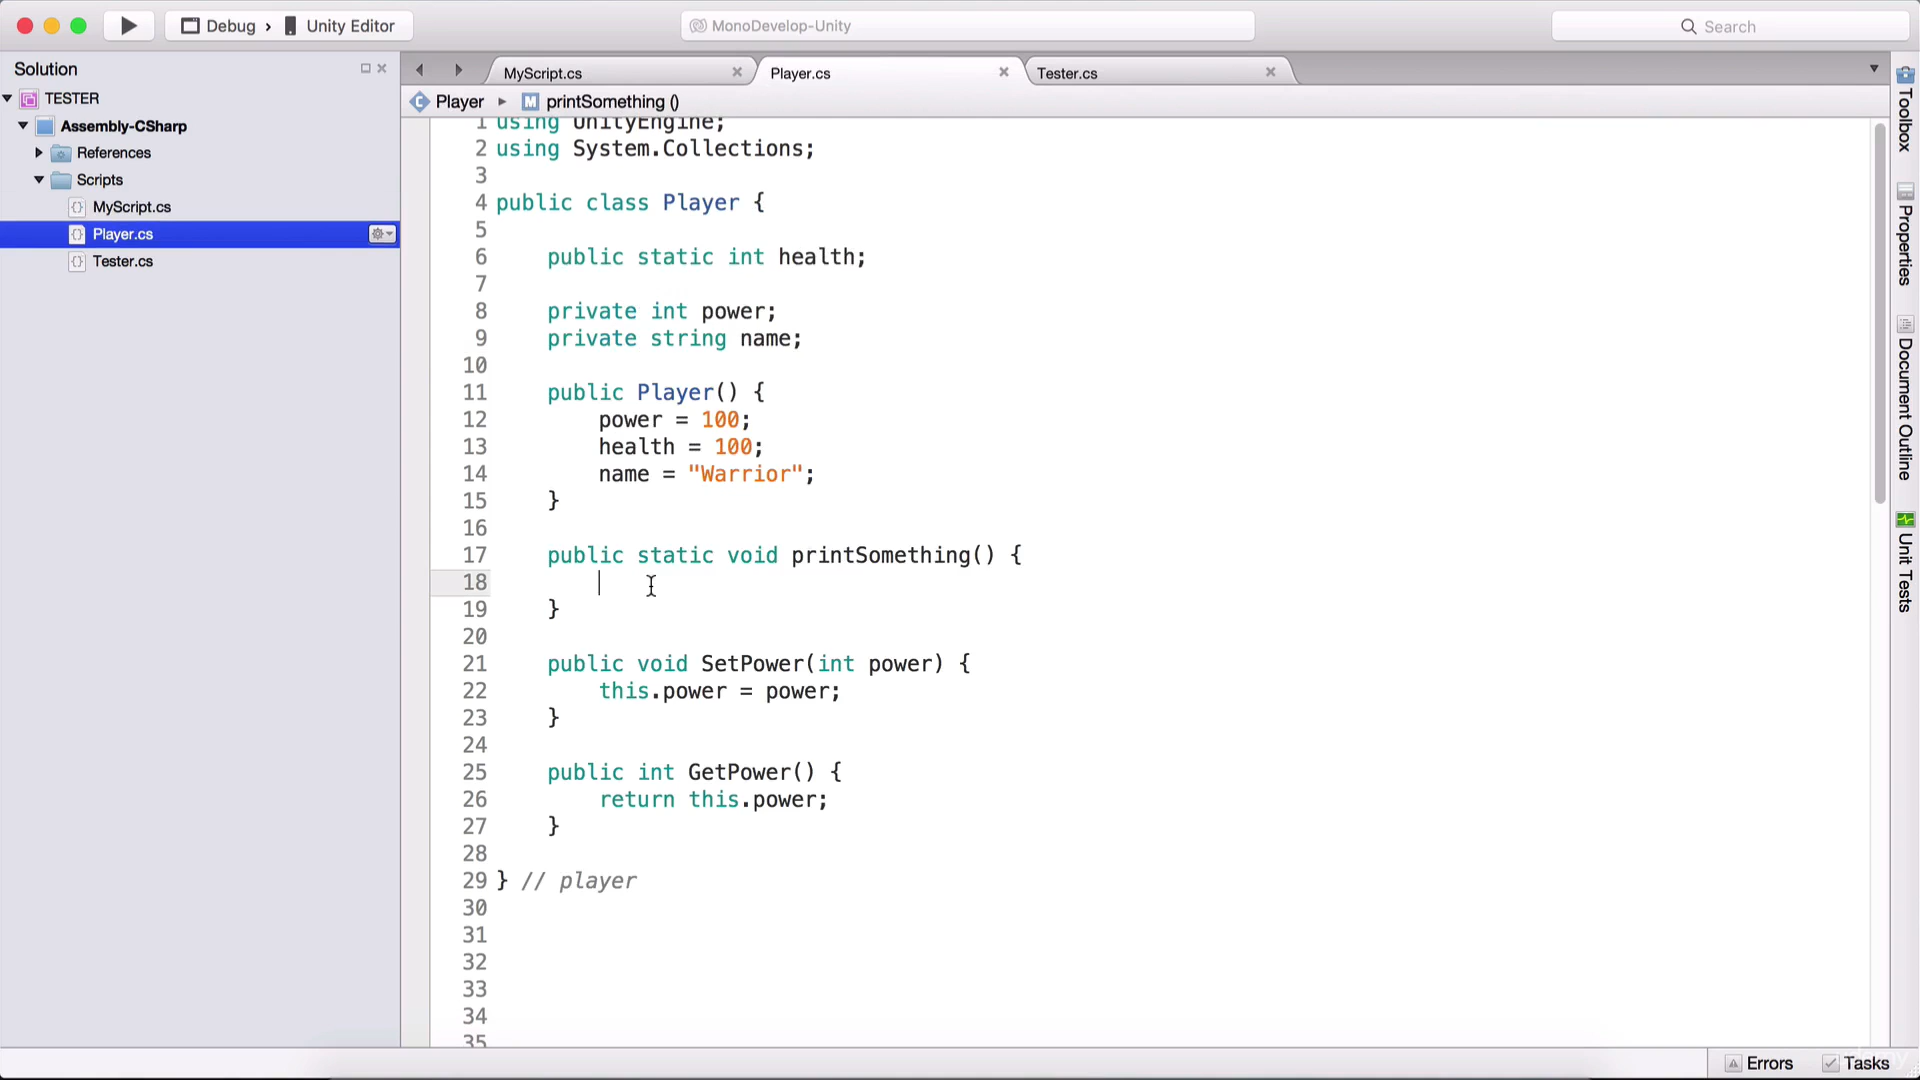 Debug › Unity Editor
MonoDevelop-Unity
Search
Solution
TESTER
Assembly-CSharp
References
Scripts
MyScript.cs
Player.cs
Tester.cs
MyScript.cs
Player.cs
Tester.cs
Player
M printSomething ()
1 using UnityEngine;
2 using System.Collections;
3
4 public class Player {
5
6 public static int health;
7
8 private int power;
9 private string name;
10
11 public Player() {
12 power = 100;
13 health = 100;
14 name = "Warrior";
15 }
16
17 public static void printSomething() {
18
19 }
20
21 public void SetPower(int power) {
22 this.power = power;
23 }
24
25 public int GetPower() {
26 return this.power;
27 }
28
29 } // player
30
31
32
33
34
35
Toolbox
Properties
Document Outline
Unit Tests
Errors
Tasks